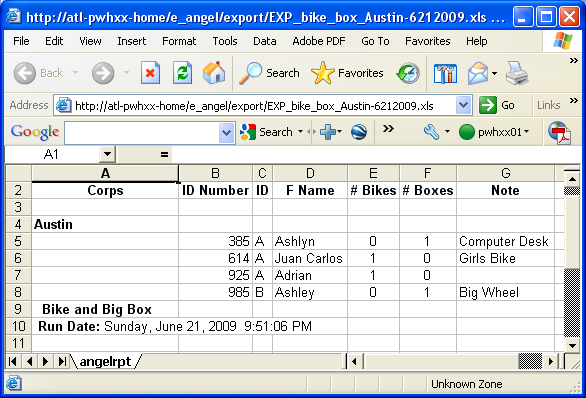 http://atl-pwhxx-home/e_angel/export/EXP_bike_box_Austin-6212009.xls
File Edit View Insert Format Tools Data Adobe PDF Go To Favorites »
Back Search Favorites »
Address http://atl-pwhxx-home/e_angel/export/EXP_bike_box_Austin-6212009.xls Go Links »
Google Search » pwhxx01
A1 =
A B C D E F G
2 Corps ID Number ID F Name # Bikes # Boxes Note
3
4 Austin
5 385 A Ashlyn 0 1 Computer Desk
6 614 A Juan Carlos 1 0 Girls Bike
7 925 A Adrian 1 0
8 985 B Ashley 0 1 Big Wheel
9 Bike and Big Box
10 Run Date: Sunday, June 21, 2009 9:51:06 PM
11
angelrpt
Unknown Zone